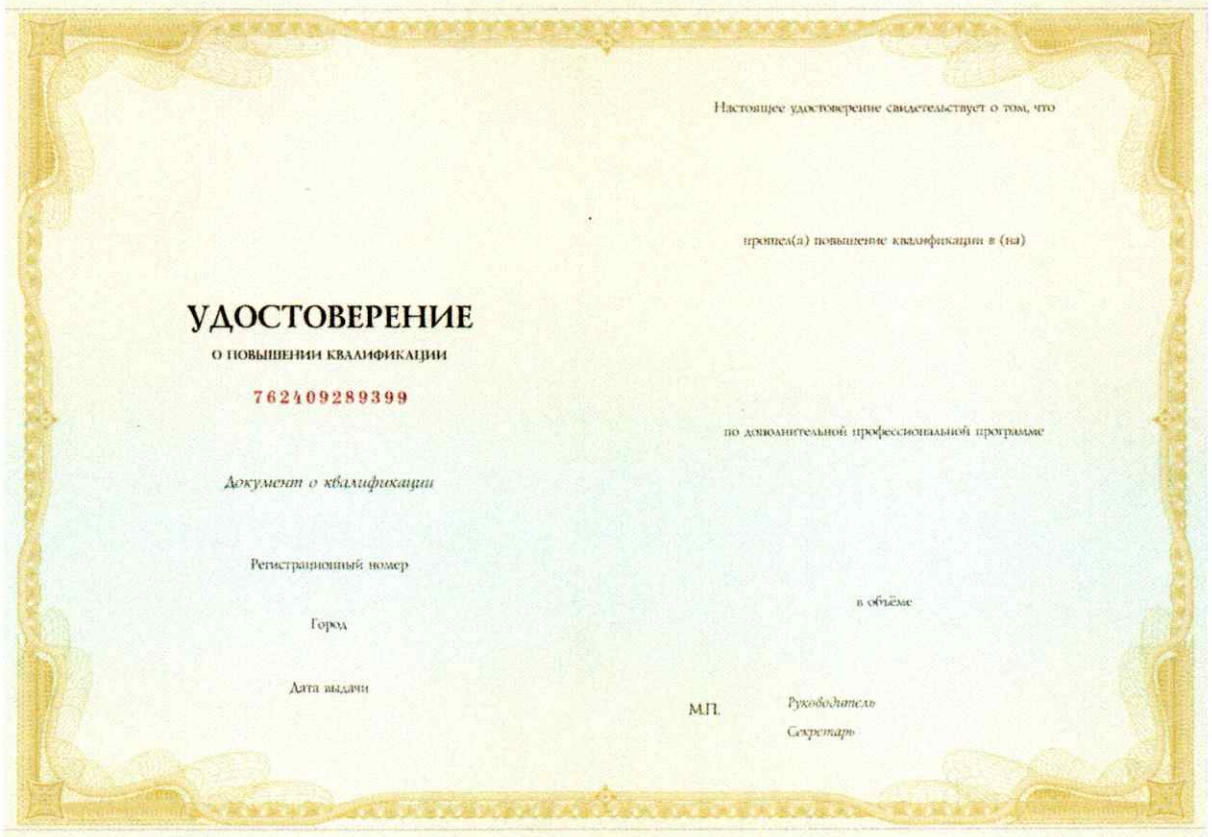 УДОСТОВЕРЕНИЕ
О ПОВЫШЕНИИ КВАЛИФИКАЦИИ
762409289399
Документ о квалификации
Регистрационный номер
Город
Дата выдачи
Настоящее удостоверение свидетельствует о том, что
прошел(а) повышение квалификации в (на)
по дополнительной профессиональной программе
в объёме
М.П.
Руководитель
Секретарь